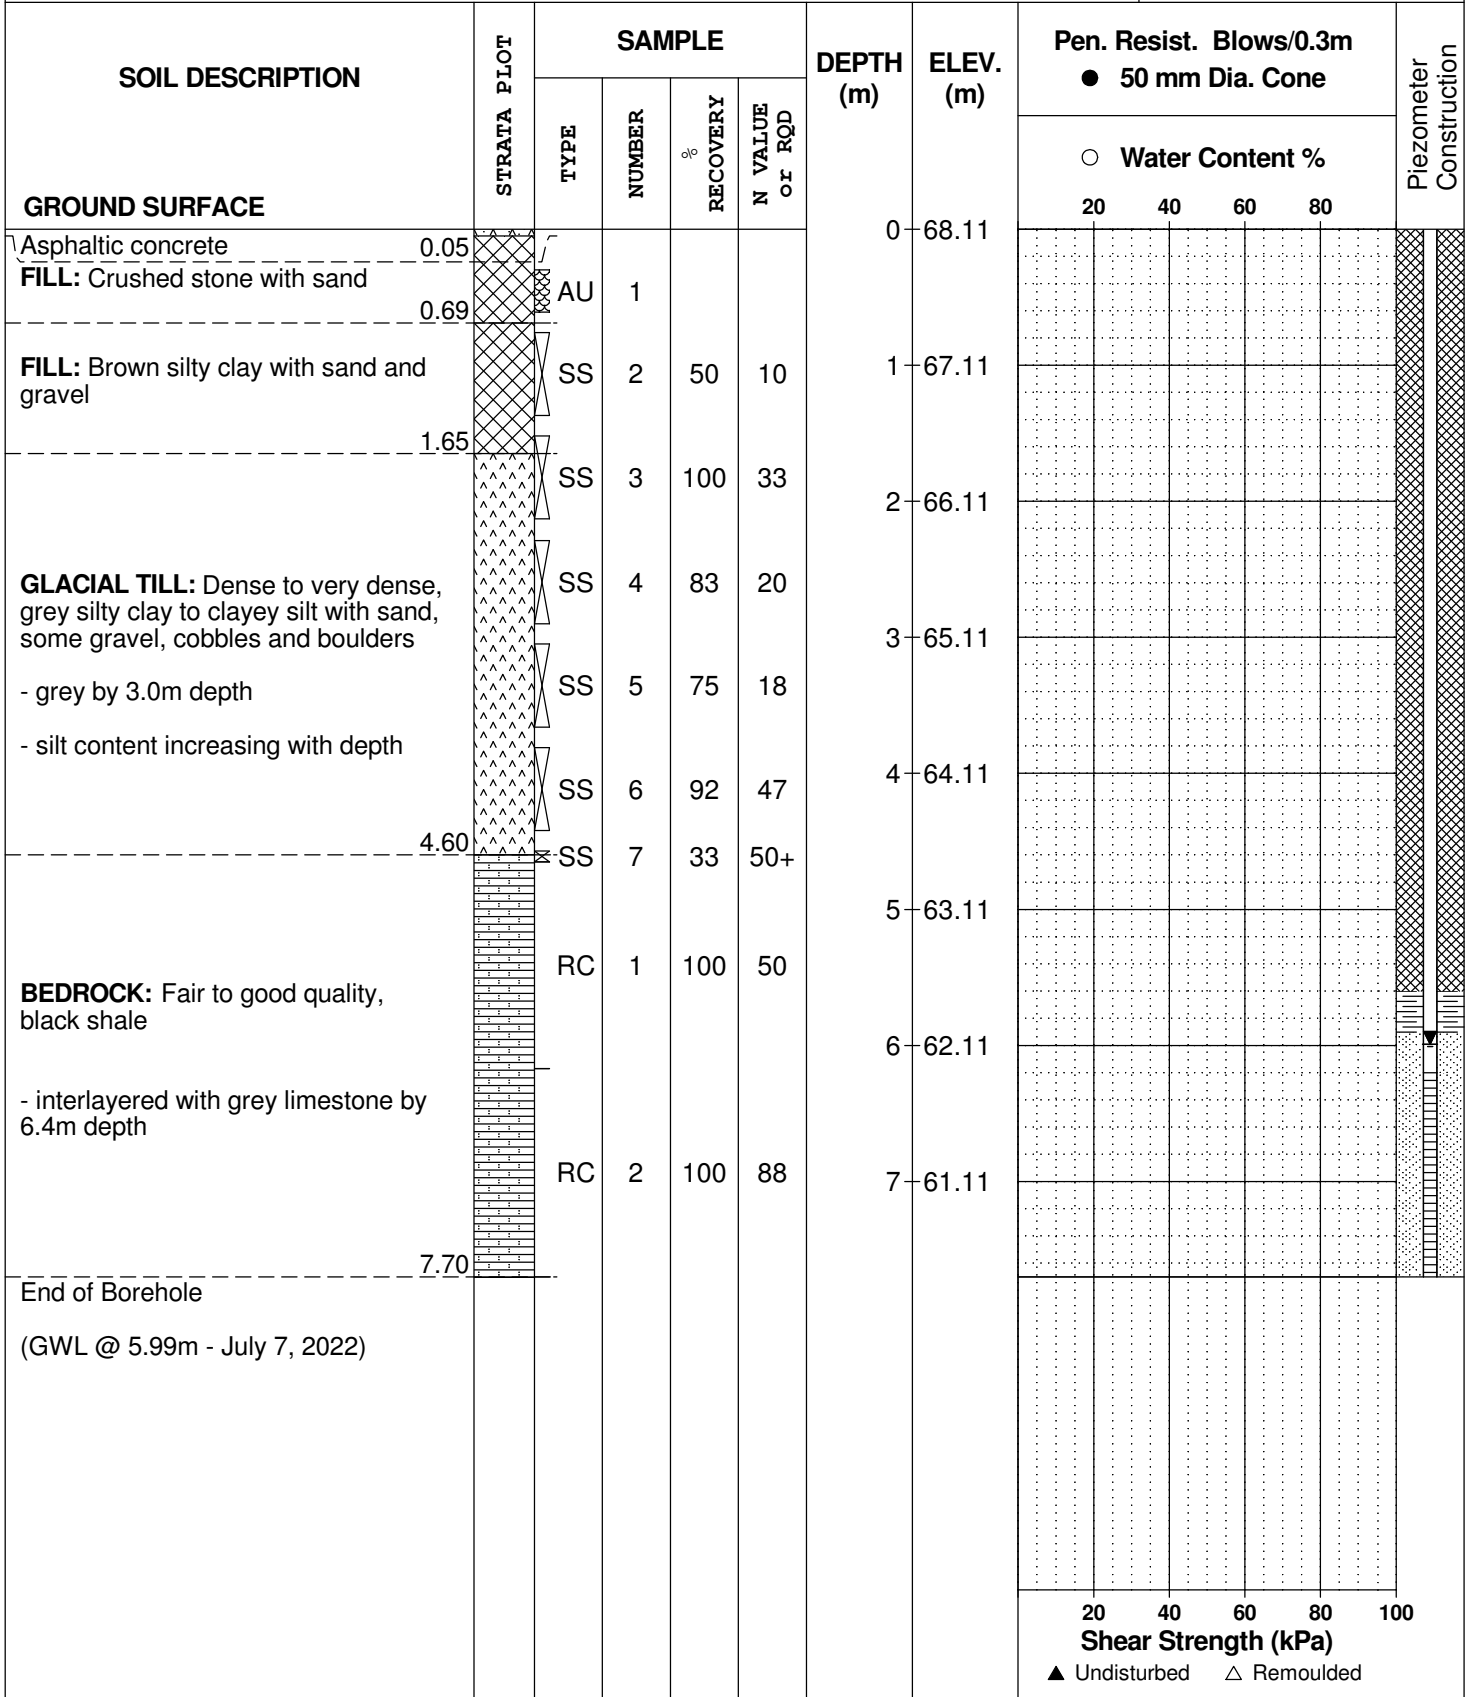 SOIL DESCRIPTION
GROUND SURFACE
STRATA PLOT
SAMPLE
TYPE
NUMBER
%
RECOVERY
N VALUE
or RQD
DEPTH
(m)
ELEV.
(m)
Pen. Resist. Blows/0.3m
● 50 mm Dia. Cone
○ Water Content %
20 40 60 80
Piezometer
Construction
0 68.11
Asphaltic concrete 0.05
FILL: Crushed stone with sand
AU 1
0.69
FILL: Brown silty clay with sand and
gravel
SS 2 50 10
1 67.11
1.65
SS 3 100 33
2 66.11
GLACIAL TILL: Dense to very dense,
grey silty clay to clayey silt with sand,
some gravel, cobbles and boulders
SS 4 83 20
3 65.11
- grey by 3.0m depth
SS 5 75 18
- silt content increasing with depth
4 64.11
SS 6 92 47
4.60
SS 7 33 50+
5 63.11
RC 1 100 50
BEDROCK: Fair to good quality,
black shale
6 62.11
- interlayered with grey limestone by
6.4m depth
RC 2 100 88
7 61.11
7.70
End of Borehole
(GWL @ 5.99m - July 7, 2022)
20 40 60 80 100
Shear Strength (kPa)
▲ Undisturbed △ Remoulded